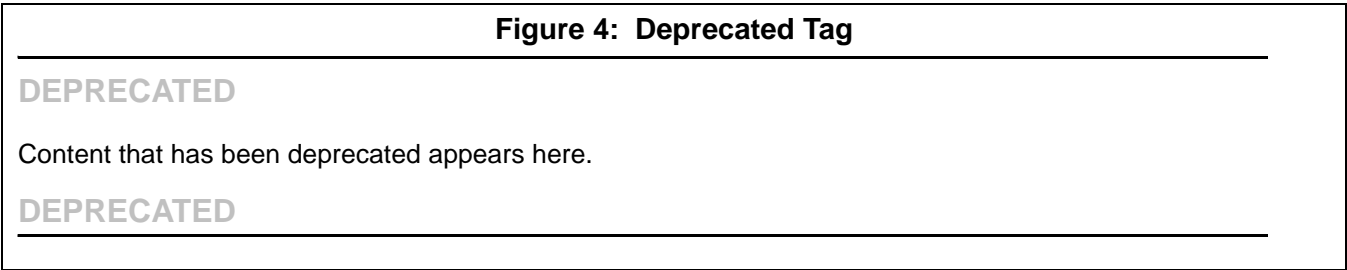 Figure 4: Deprecated Tag
DEPRECATED
Content that has been deprecated appears here.
DEPRECATED